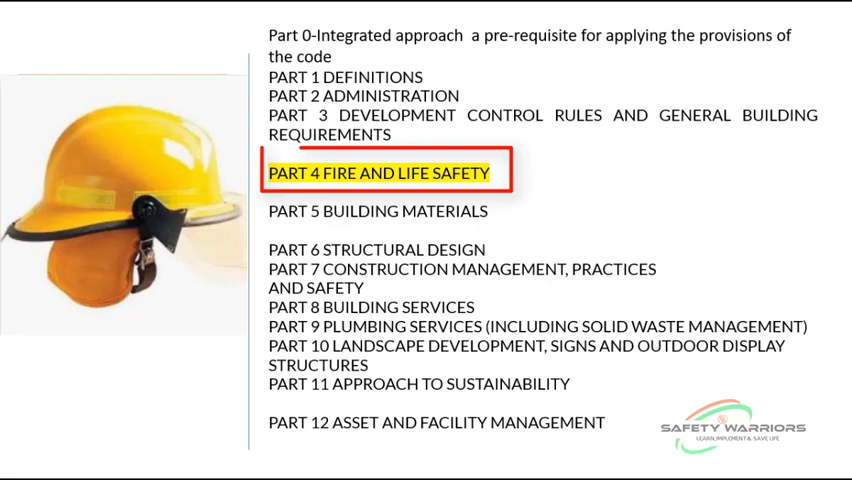 Part 0-Integrated approach a pre-requisite for applying the provisions of
the code
PART 1 DEFINITIONS
PART 2 ADMINISTRATION
PART 3 DEVELOPMENT CONTROL RULES AND GENERAL BUILDING
REQUIREMENTS
PART 4 FIRE AND LIFE SAFETY
PART 5 BUILDING MATERIALS
PART 6 STRUCTURAL DESIGN
PART 7 CONSTRUCTION MANAGEMENT, PRACTICES
AND SAFETY
PART 8 BUILDING SERVICES
PART 9 PLUMBING SERVICES (INCLUDING SOLID WASTE MANAGEMENT)
PART 10 LANDSCAPE DEVELOPMENT, SIGNS AND OUTDOOR DISPLAY
STRUCTURES
PART 11 APPROACH TO SUSTAINABILITY
PART 12 ASSET AND FACILITY MANAGEMENT
SAFETY WARRIORS
LEARN,IMPLEMENT & SAVE LIFE